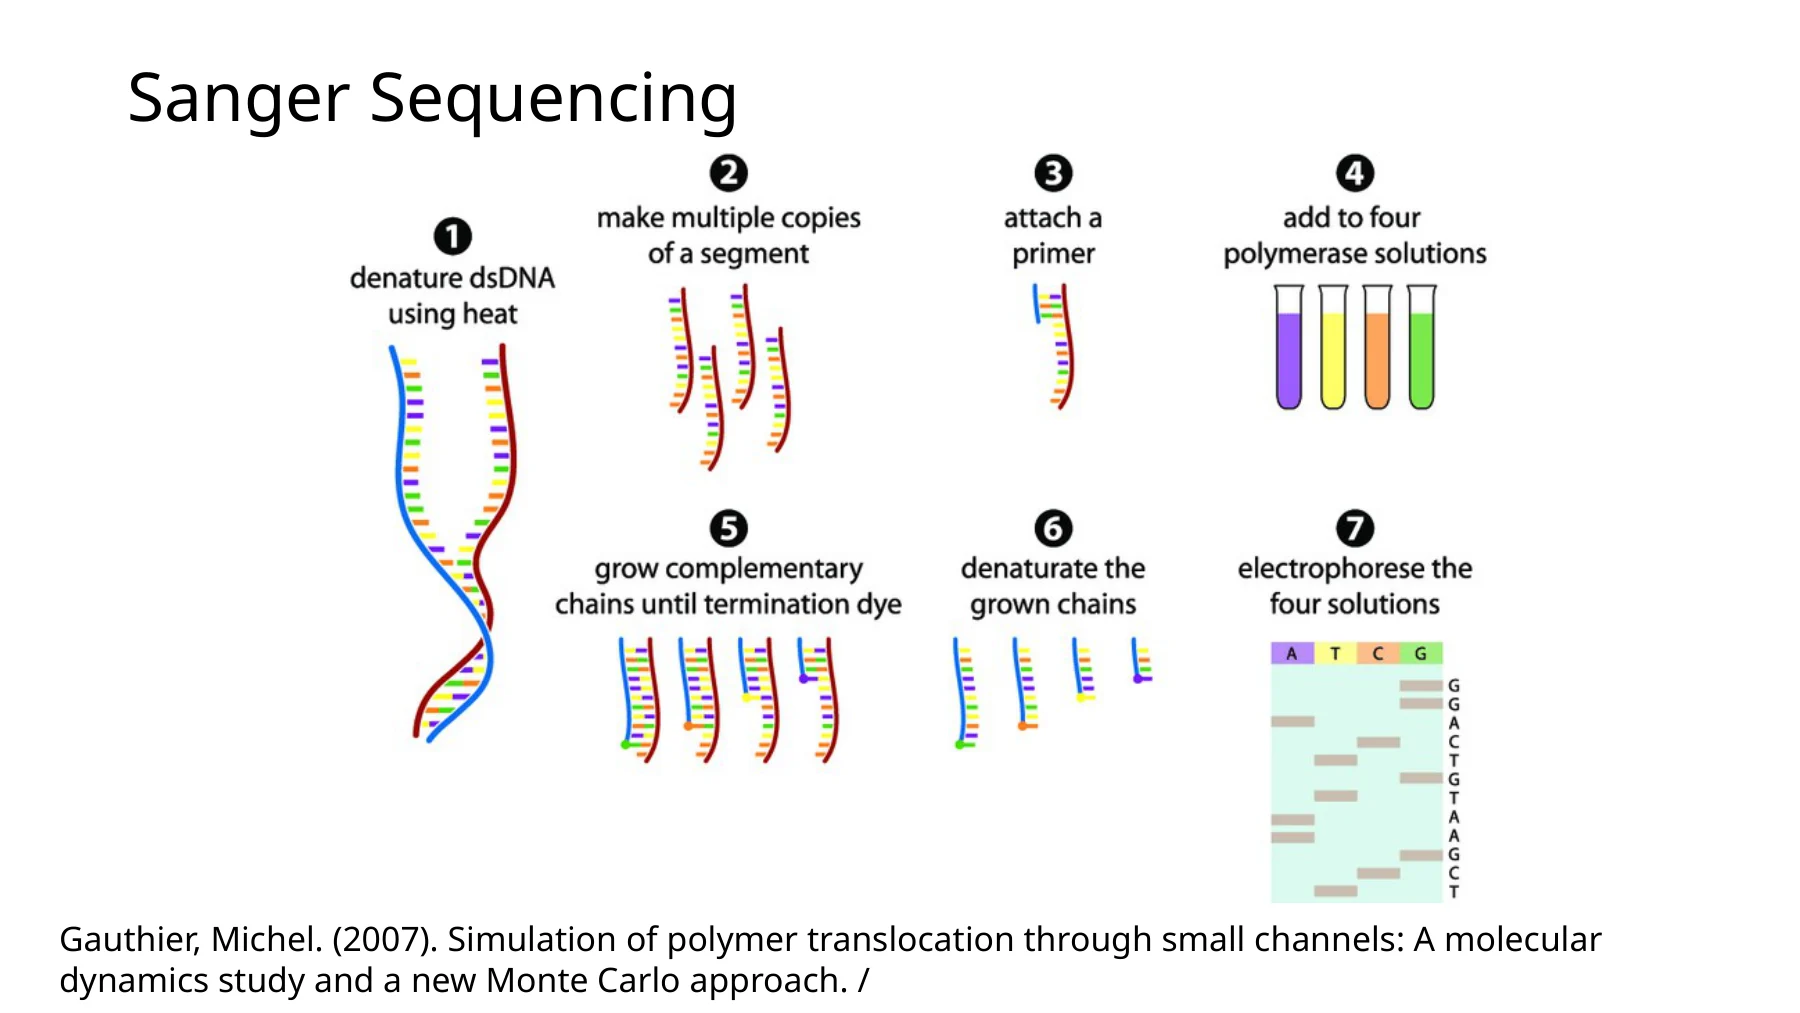 Sanger Sequencing
1
denature dsDNA
using heat
2
make multiple copies
of a segment
3
attach a
primer
4
add to four
polymerase solutions
5
grow complementary
chains until termination dye
6
denaturate the
grown chains
7
electrophorese the
four solutions
A T C G
G
G
A
C
T
G
T
A
A
G
C
T
Gauthier, Michel. (2007). Simulation of polymer translocation through small channels: A molecular
dynamics study and a new Monte Carlo approach. /